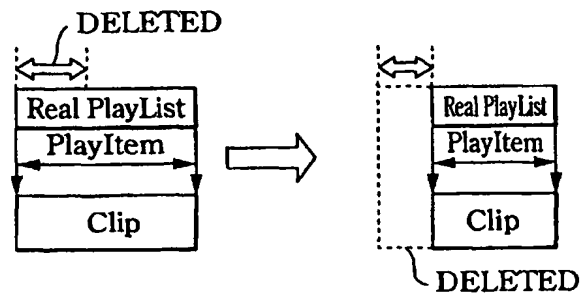 DELETED
Real PlayList
PlayItem
Clip
Real PlayList
PlayItem
Clip
DELETED